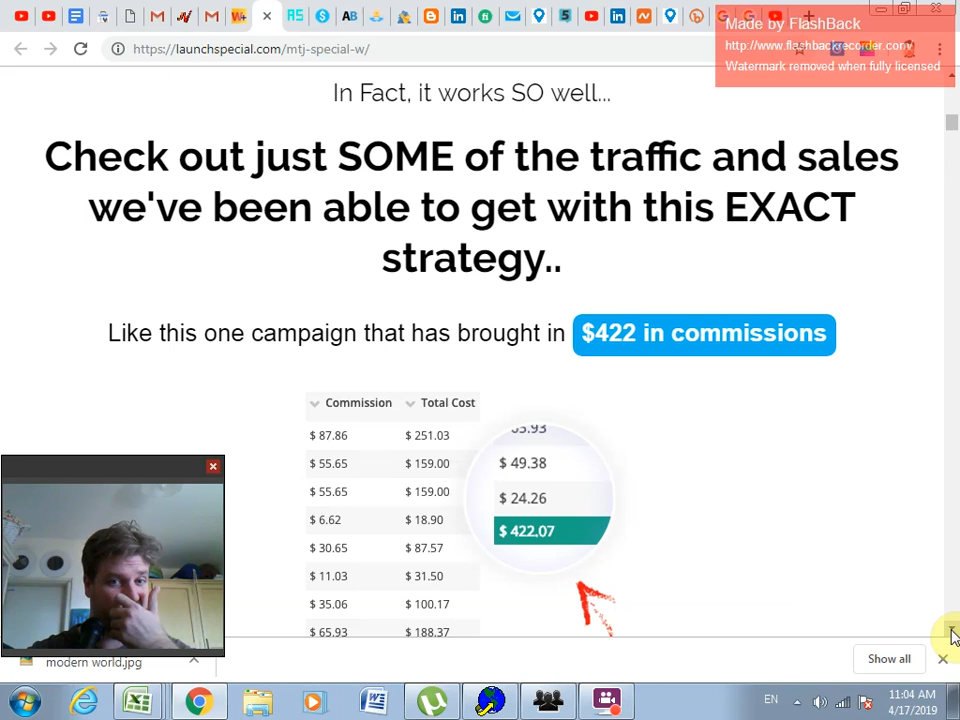 Made by FlashBack
http://www.flashbackrecorder.com/
Watermark removed when fully licensed
https://launchspecial.com/mtj-special-w/
In Fact, it works SO well...
Check out just SOME of the traffic and sales
we've been able to get with this EXACT
strategy..
Like this one campaign that has brought in $422 in commissions
Commission Total Cost
$ 87.86 $ 251.03
$ 55.65 $ 159.00
$ 55.65 $ 159.00
$ 6.62 $ 18.90
$ 30.65 $ 87.57
$ 11.03 $ 31.50
$ 35.06 $ 100.17
$ 65.93 $ 188.37
$ 49.38
$ 24.26
$ 422.07
modern world.jpg
Show all
EN
11:04 AM
4/17/2019